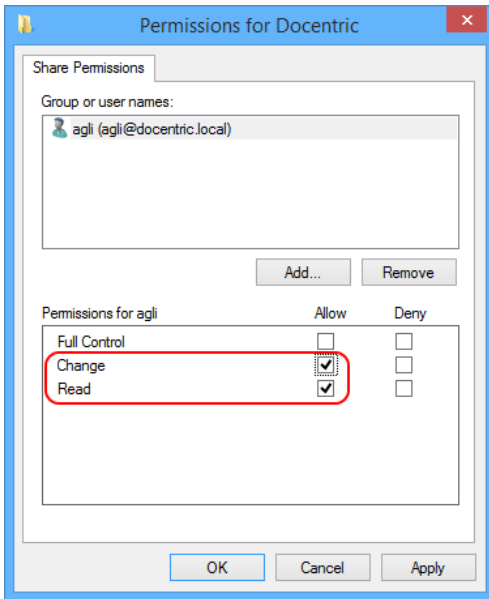 Permissions for Docentric
Share Permissions
Group or user names:
agli (agli@docentric.local)
Add... Remove
Permissions for agli Allow Deny
Full Control
Change
Read
OK Cancel Apply